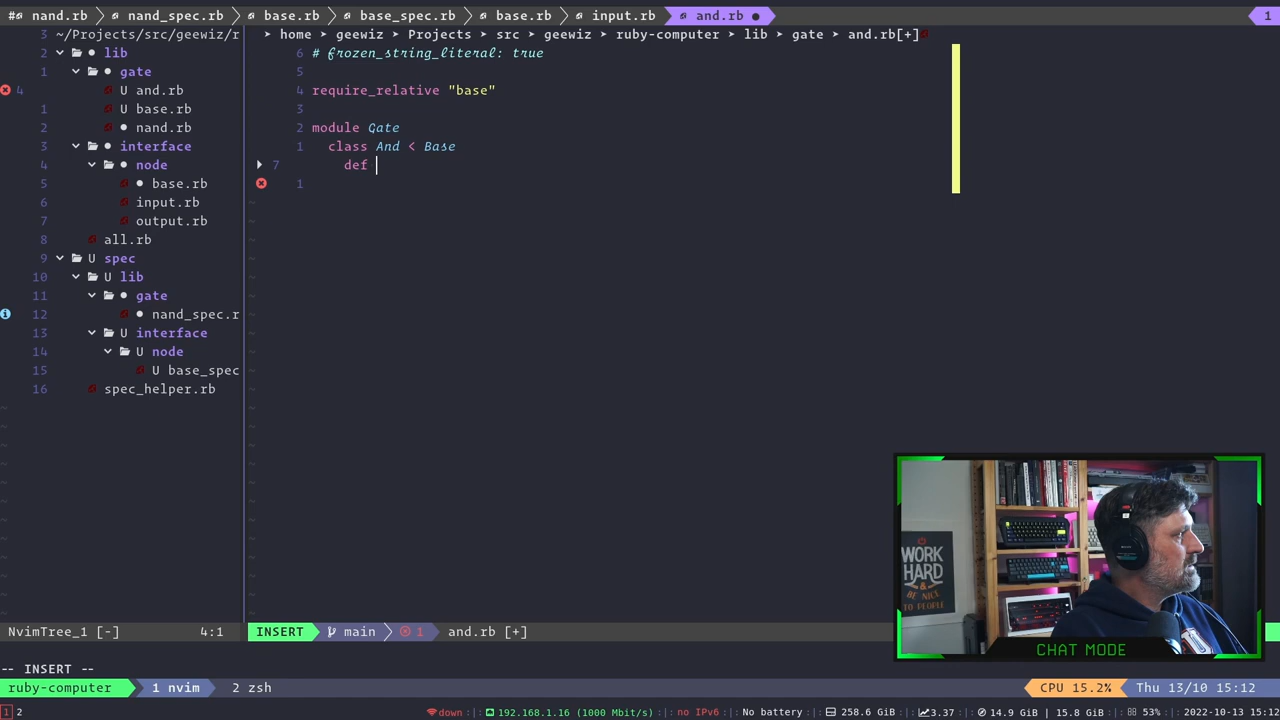 #  nand.rb  nand_spec.rb  base.rb  base_spec.rb  base.rb  input.rb  and.rb ● 1
3 ~/Projects/src/geewiz/r
2 lib
1 gate
4 U and.rb
1 U base.rb
2 nand.rb
3 interface
4 node
5 base.rb
6 input.rb
7 output.rb
8 all.rb
9 U spec
10 U lib
11 gate
12 nand_spec.r
13 U interface
14 U node
15 U base_spec
16 spec_helper.rb
home ▸ geewiz ▸ Projects ▸ src ▸ geewiz ▸ ruby-computer ▸ lib ▸ gate ▸ and.rb[+]
6 # frozen_string_literal: true
5
4 require_relative "base"
3
2 module Gate
1 class And < Base
7 def
1
WORK
HARD
& BE NICE
TO PEOPLE
CHAT MODE
NvimTree_1 [-] 4:1 INSERT main 1 and.rb [+]
-- INSERT --
ruby-computer 1 nvim 2 zsh CPU 15.2% Thu 13/10 15:12
1 2 down 192.168.1.16 (1000 Mbit/s) no IPv6 No battery 258.6 GiB 3.37 14.9 GiB | 15.8 GiB 53% 2022-10-13 15:12